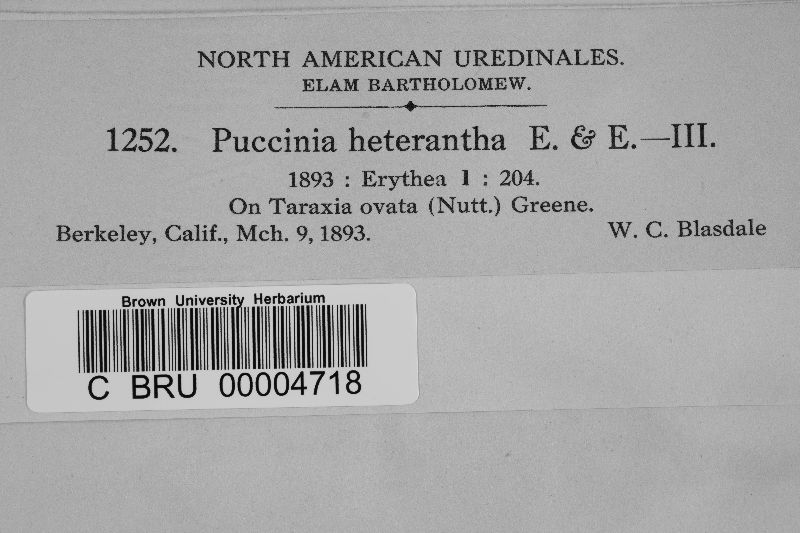 NORTH AMERICAN UREDINALES.
ELAM BARTHOLOMEW.
1252. Puccinia heterantha E. & E.—III.
1893 : Erythea 1 : 204.
On Taraxia ovata (Nutt.) Greene.
Berkeley, Calif., Mch. 9, 1893. W. C. Blasdale
Brown University Herbarium
C BRU 00004718